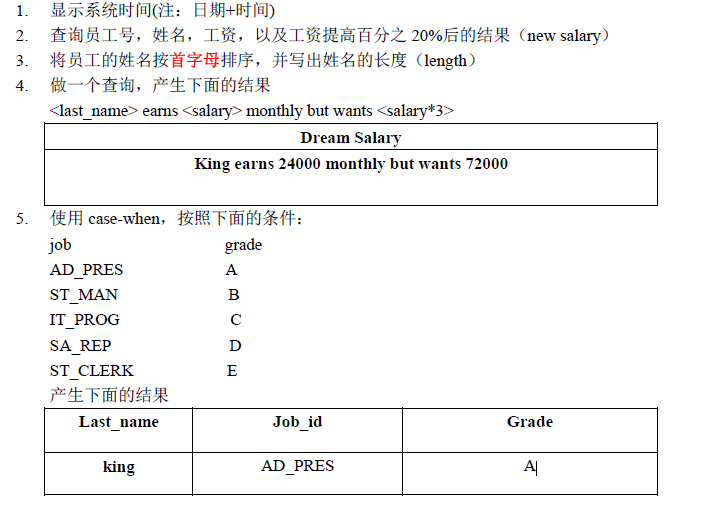 1. 显示系统时间(注：日期+时间)
2. 查询员工号，姓名，工资，以及工资提高百分之 20%后的结果（new salary）
3. 将员工的姓名按首字母排序，并写出姓名的长度（length）
4. 做一个查询，产生下面的结果
<last_name> earns <salary> monthly but wants <salary*3>
Dream Salary
King earns 24000 monthly but wants 72000
5. 使用 case-when，按照下面的条件：
job grade
AD_PRES A
ST_MAN B
IT_PROG C
SA_REP D
ST_CLERK E
产生下面的结果
Last_name Job_id Grade
king AD_PRES A